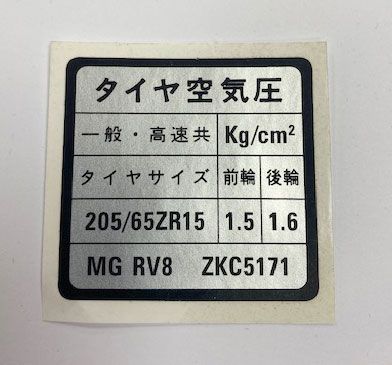 タイヤ空気圧
一般・高速共 Kg/cm²
タイヤサイズ 前輪 後輪
205/65ZR15 1.5 1.6
MG RV8 ZKC5171